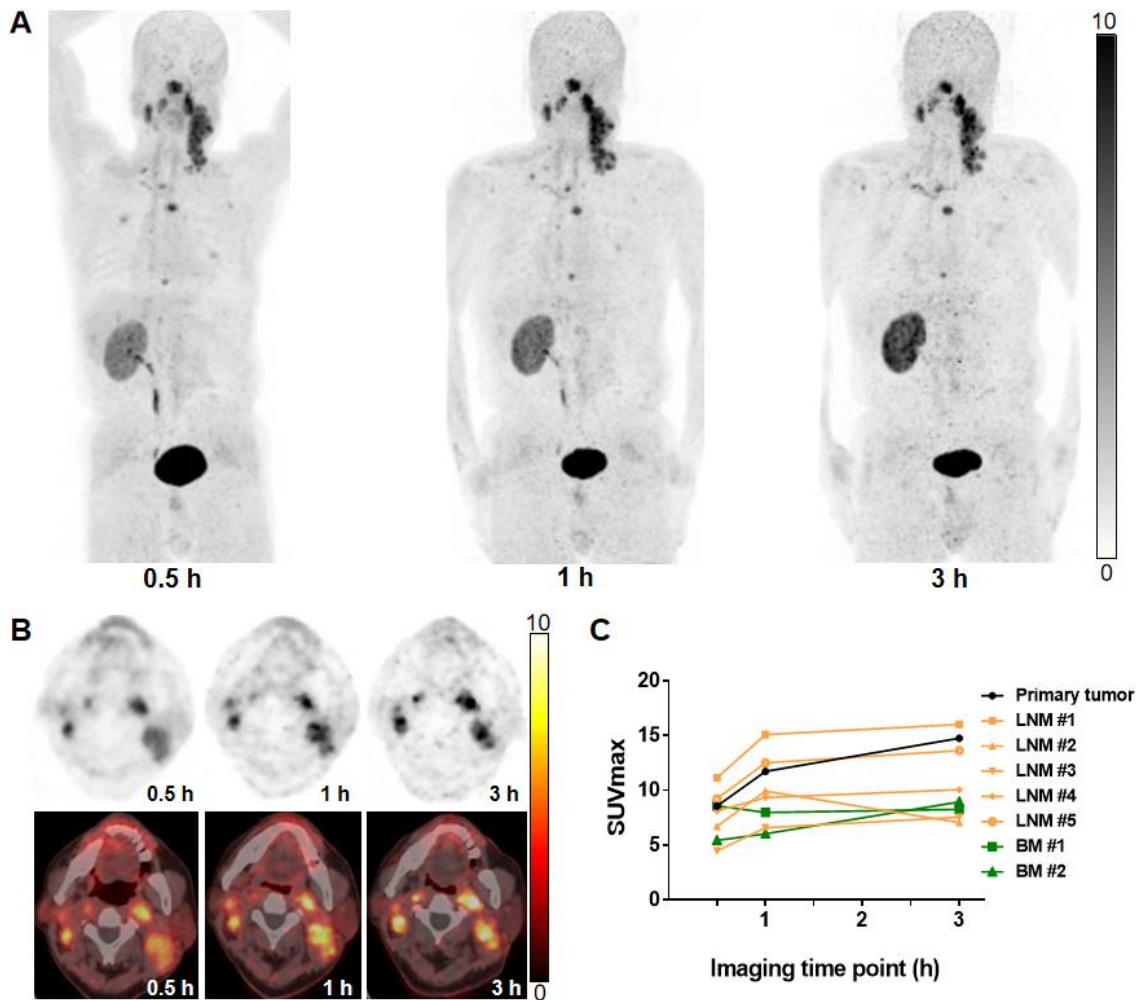 A
10
0
0.5 h
1 h
3 h
B
10
0
0.5 h
1 h
3 h
0.5 h
1 h
3 h
C
20
15
10
5
0
SUVmax
1
2
3
Imaging time point (h)
Primary tumor
LNM #1
LNM #2
LNM #3
LNM #4
LNM #5
BM #1
BM #2